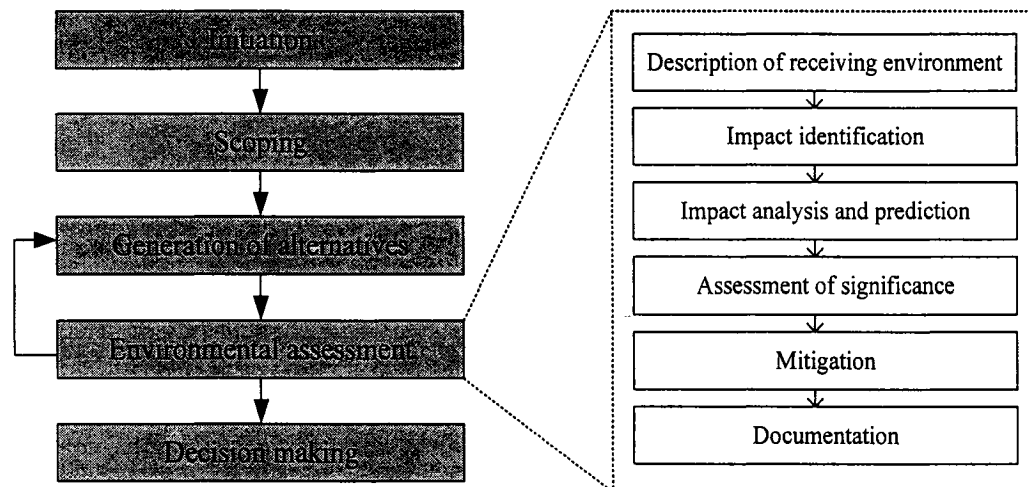 Initiation
Scoping
Generation of alternatives
Environmental assessment
Decision making
Description of receiving environment
Impact identification
Impact analysis and prediction
Assessment of significance
Mitigation
Documentation